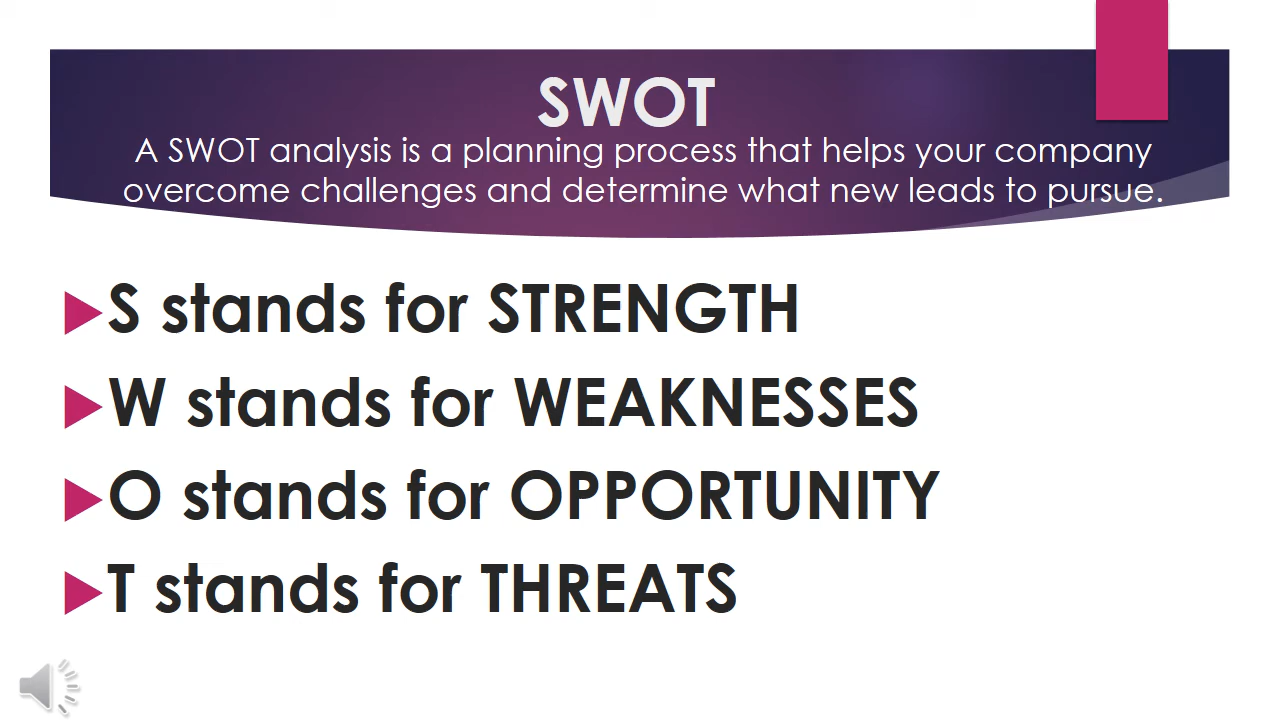 SWOT
A SWOT analysis is a planning process that helps your company
overcome challenges and determine what new leads to pursue.
S stands for STRENGTH
W stands for WEAKNESSES
O stands for OPPORTUNITY
T stands for THREATS